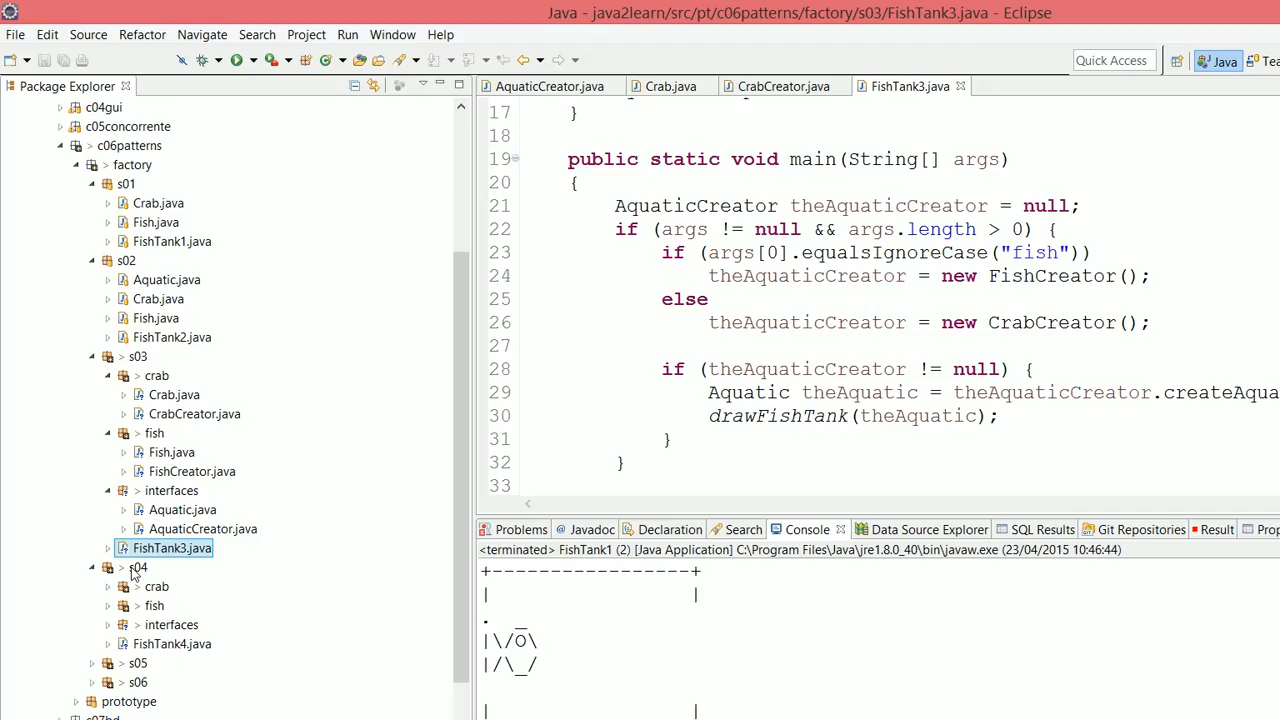 Java - java2learn/src/pt/c06patterns/factory/s03/FishTank3.java - Eclipse
File Edit Source Refactor Navigate Search Project Run Window Help
Quick Access Java Tea
Package Explorer
c04gui
c05concorrente
> c06patterns
> factory
s01
Crab.java
Fish.java
FishTank1.java
s02
Aquatic.java
Crab.java
Fish.java
FishTank2.java
> s03
> crab
Crab.java
CrabCreator.java
> fish
Fish.java
FishCreator.java
> interfaces
Aquatic.java
AquaticCreator.java
FishTank3.java
> s04
> crab
> fish
> interfaces
FishTank4.java
> s05
> s06
prototype
AquaticCreator.java Crab.java CrabCreator.java FishTank3.java
17 }
18
19 public static void main(String[] args)
20 {
21 AquaticCreator theAquaticCreator = null;
22 if (args != null && args.length > 0) {
23 if (args[0].equalsIgnoreCase("fish"))
24 theAquaticCreator = new FishCreator();
25 else
26 theAquaticCreator = new CrabCreator();
27
28 if (theAquaticCreator != null) {
29 Aquatic theAquatic = theAquaticCreator.createAqua
30 drawFishTank(theAquatic);
31 }
32 }
33
Problems @ Javadoc Declaration Search Console Data Source Explorer SQL Results Git Repositories Result Prop
<terminated> FishTank1 (2) [Java Application] C:\Program Files\Java\jre1.8.0_40\bin\javaw.exe (23/04/2015 10:46:44)
+-----------------+
| |
. _
|\/O\
|/\_/
| |